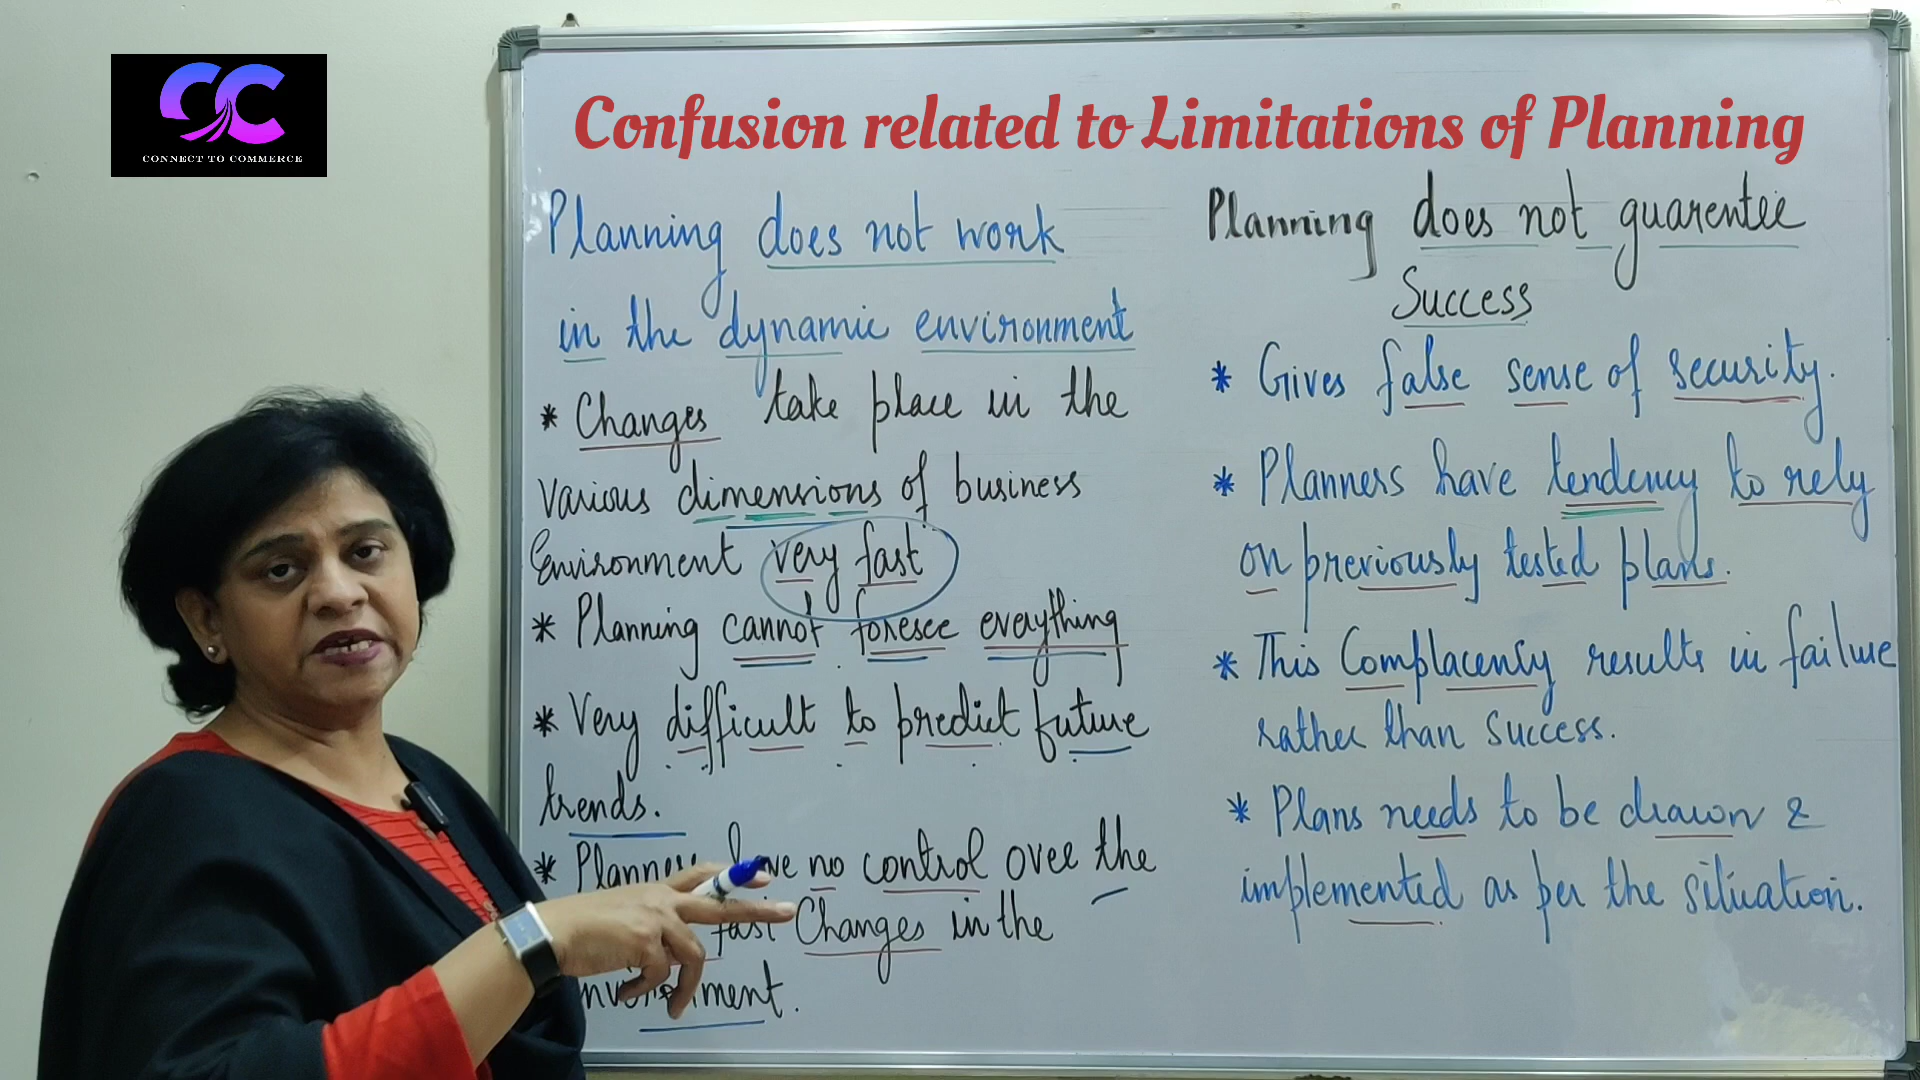 CC
CONNECT TO COMMERCE
Confusion related to Limitations of Planning
Planning does not work
in the dynamic environment
* Changes take place in the
various dimensions of business
Environment very fast
* Planning cannot foresee everything
* Very difficult to predict future
trends.
* Planners have no control over the
fast Changes in the
environment.
Planning does not guarentee
Success
* Gives false sense of security.
* Planners have tendency to rely
on previously tested plans.
* This Complacency results in failure
rather than success.
* Plans needs to be drawn &
implemented as per the situation.